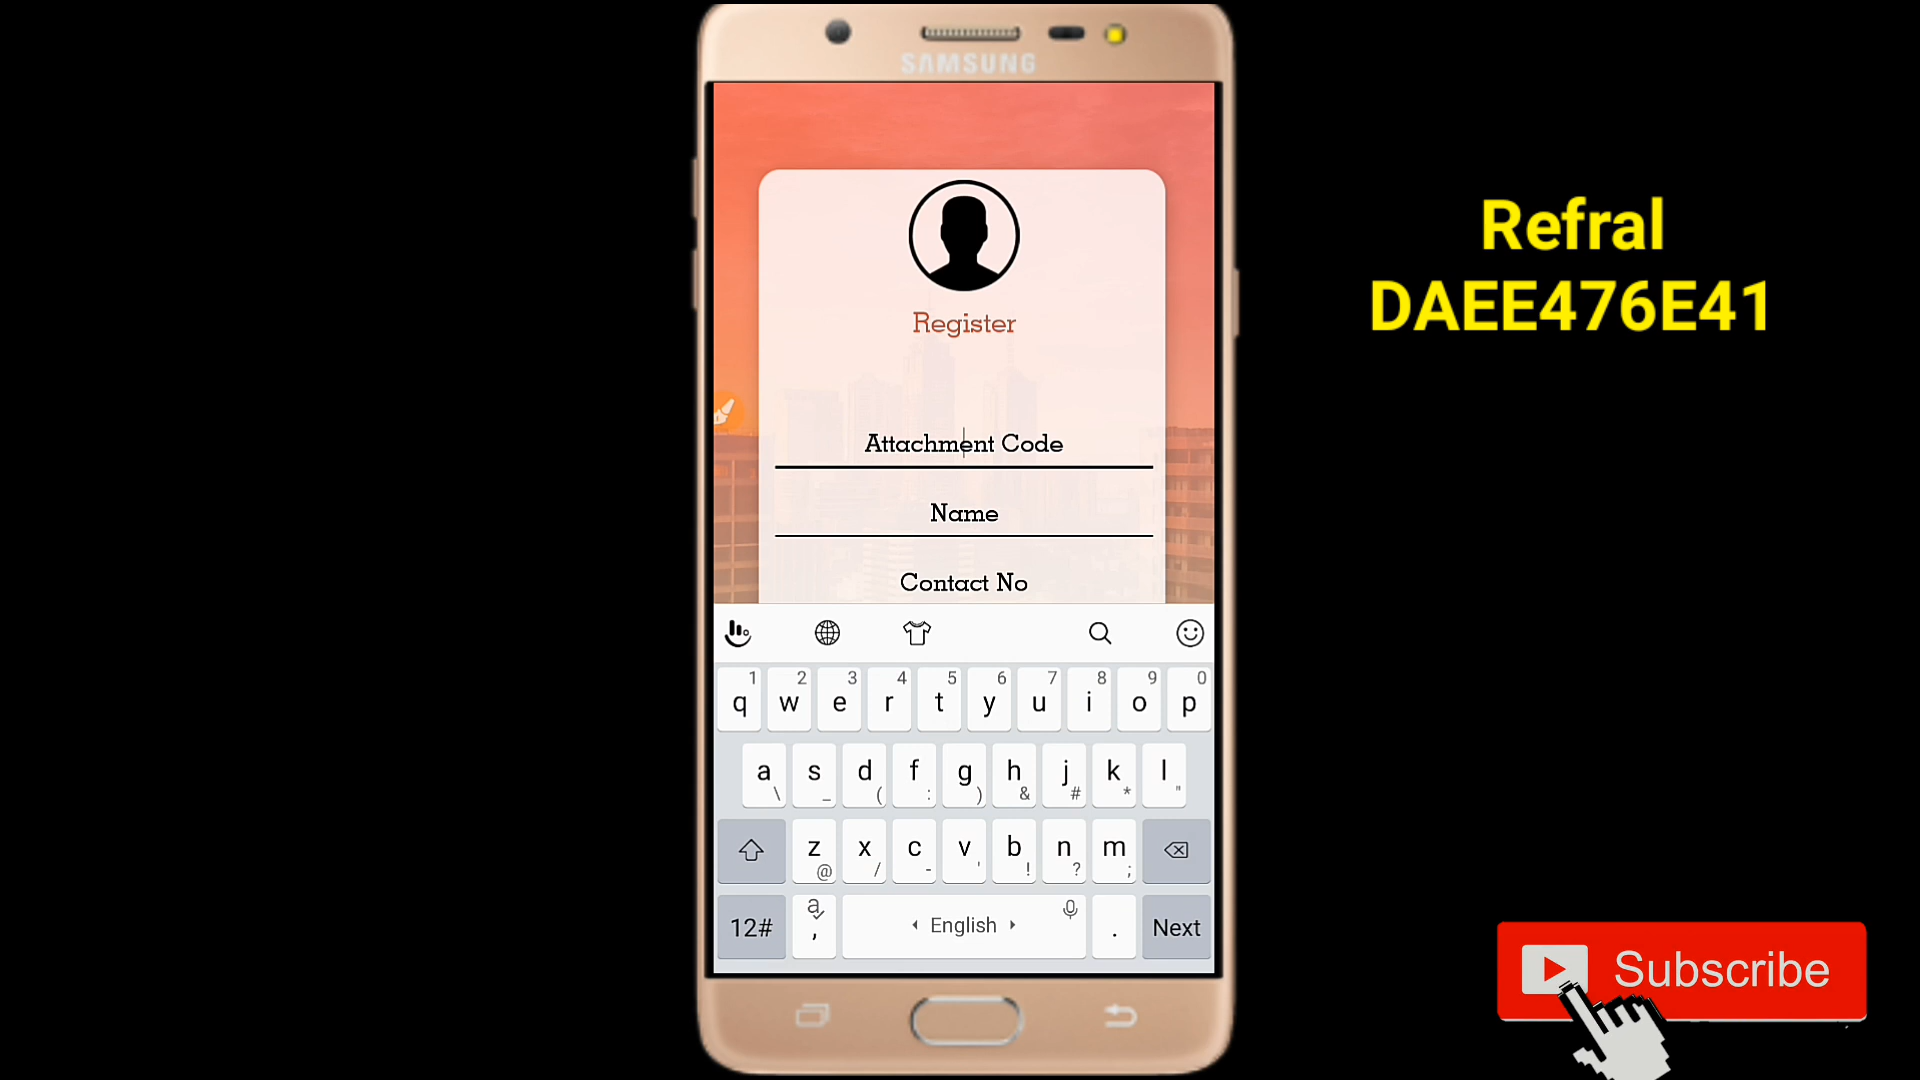 SAMSUNG
Refral
DAEE476E41
Register
Attachment Code
Name
Contact No
1 2 3 4 5 6 7 8 9 0
q w e r t y u i o p
a s d f g h j k l
\ _ ( : ) & # * "
z x c v b n m
@ / - ' ! ? ;
12# a , English . Next
Subscribe